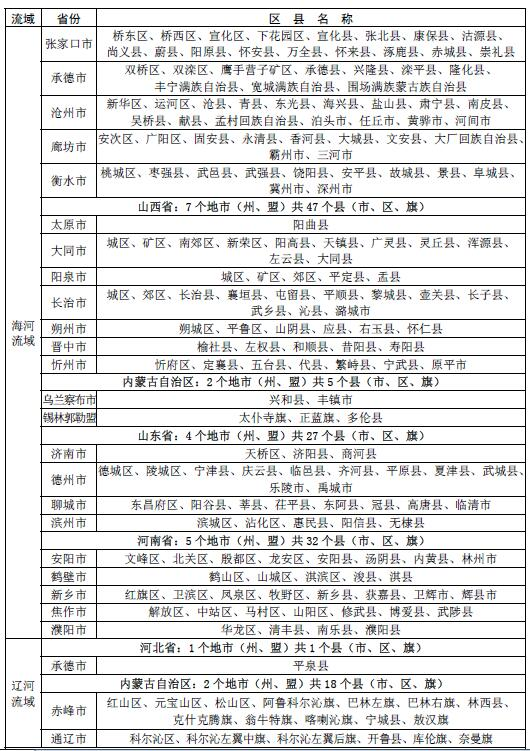 流域 省份 区 县 名 称
张家口市 桥东区、桥西区、宣化区、下花园区、宣化县、张北县、康保县、沽源县、
尚义县、蔚县、阳原县、怀安县、万全县、怀来县、涿鹿县、赤城县、崇礼县
承德市 双桥区、双滦区、鹰手营子矿区、承德县、兴隆县、滦平县、隆化县、
丰宁满族自治县、宽城满族自治县、围场满族蒙古族自治县
沧州市 新华区、运河区、沧县、青县、东光县、海兴县、盐山县、肃宁县、南皮县、
吴桥县、献县、孟村回族自治县、泊头市、任丘市、黄骅市、河间市
廊坊市 安次区、广阳区、固安县、永清县、香河县、大城县、文安县、大厂回族自治县、
霸州市、三河市
衡水市 桃城区、枣强县、武邑县、武强县、饶阳县、安平县、故城县、景县、阜城县、
冀州市、深州市
山西省：7 个地市（州、盟）共 47 个县（市、区、旗）
太原市 阳曲县
大同市 城区、矿区、南郊区、新荣区、阳高县、天镇县、广灵县、灵丘县、浑源县、
左云县、大同县
阳泉市 城区、矿区、郊区、平定县、盂县
长治市 城区、郊区、长治县、襄垣县、屯留县、平顺县、黎城县、壶关县、长子县、
武乡县、沁县、潞城市
海河
流域
朔州市 朔城区、平鲁区、山阴县、应县、右玉县、怀仁县
晋中市 榆社县、左权县、和顺县、昔阳县、寿阳县
忻州市 忻府区、定襄县、五台县、代县、繁峙县、宁武县、原平市
内蒙古自治区：2 个地市（州、盟）共 5 个县（市、区、旗）
乌兰察布市 兴和县、丰镇市
锡林郭勒盟 太仆寺旗、正蓝旗、多伦县
山东省：4 个地市（州、盟）共 27 个县（市、区、旗）
济南市 天桥区、济阳县、商河县
德州市 德城区、陵城区、宁津县、庆云县、临邑县、齐河县、平原县、夏津县、武城县、
乐陵市、禹城市
聊城市 东昌府区、阳谷县、莘县、茌平县、东阿县、冠县、高唐县、临清市
滨州市 滨城区、沾化区、惠民县、阳信县、无棣县
河南省：5 个地市（州、盟）共 32 个县（市、区、旗）
安阳市 文峰区、北关区、殷都区、龙安区、安阳县、汤阴县、内黄县、林州市
鹤壁市 鹤山区、山城区、淇滨区、浚县、淇县
新乡市 红旗区、卫滨区、凤泉区、牧野区、新乡县、获嘉县、卫辉市、辉县市
焦作市 解放区、中站区、马村区、山阳区、修武县、博爱县、武陟县
濮阳市 华龙区、清丰县、南乐县、濮阳县
辽河
流域
河北省：1 个地市（州、盟）共 1 个县（市、区、旗）
承德市 平泉县
内蒙古自治区：2 个地市（州、盟）共 18 个县（市、区、旗）
赤峰市 红山区、元宝山区、松山区、阿鲁科尔沁旗、巴林左旗、巴林右旗、林西县、
克什克腾旗、翁牛特旗、喀喇沁旗、宁城县、敖汉旗
通辽市 科尔沁区、科尔沁左翼中旗、科尔沁左翼后旗、开鲁县、库伦旗、奈曼旗